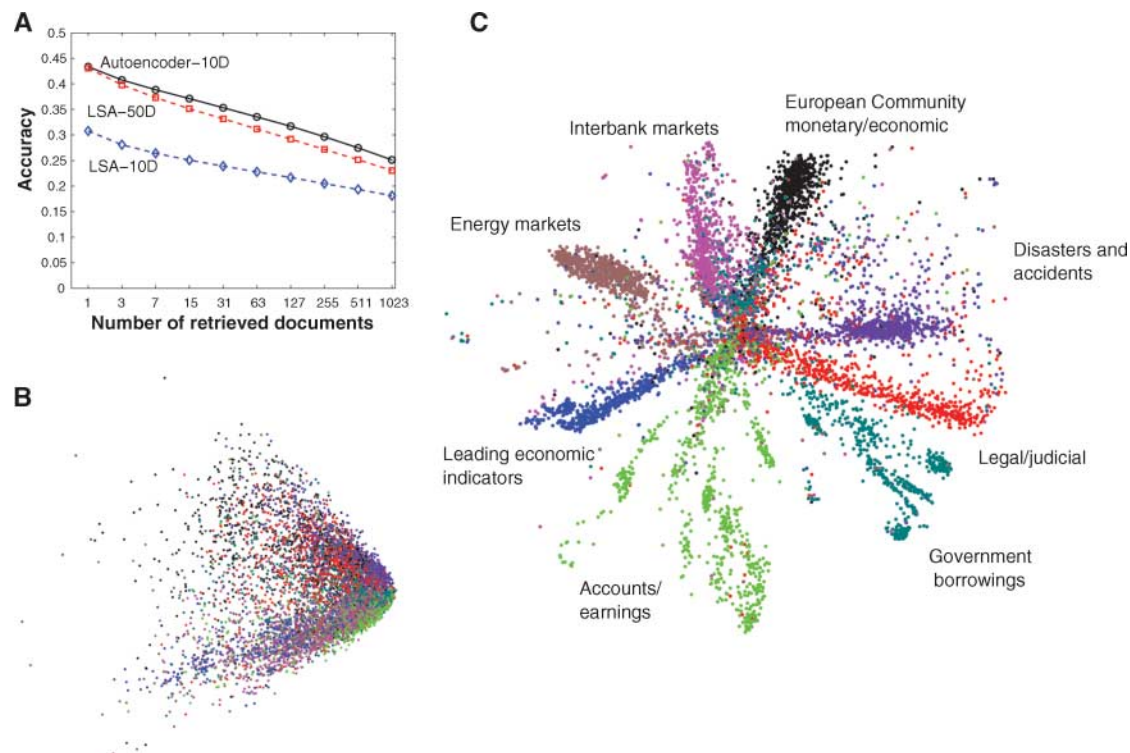 A
Accuracy
0.5
0.45
0.4
0.35
0.3
0.25
0.2
0.15
0.1
0.05
0
Autoencoder-10D
LSA-50D
LSA-10D
1 3 7 15 31 63 127 255 511 1023
Number of retrieved documents
B
C
European Community
monetary/economic
Interbank markets
Energy markets
Disasters and
accidents
Leading economic
indicators
Legal/judicial
Government
borrowings
Accounts/
earnings